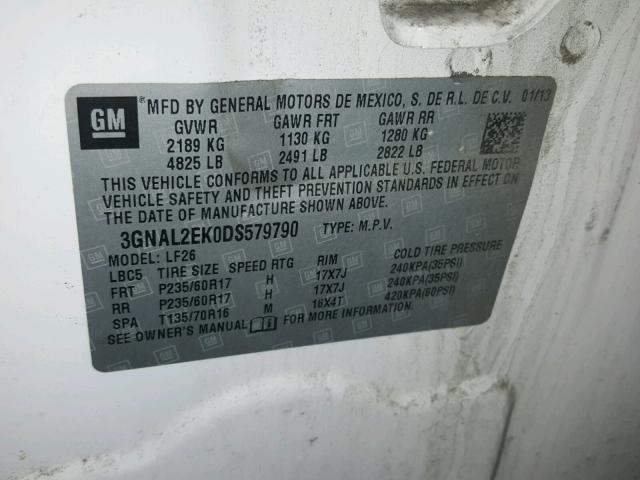 GM ® MFD BY GENERAL MOTORS DE MEXICO, S. DE R.L. DE C.V. 01/13
GVWR GAWR FRT GAWR RR
2189 KG 1130 KG 1280 KG
4825 LB 2491 LB 2822 LB
THIS VEHICLE CONFORMS TO ALL APPLICABLE U.S. FEDERAL MOTOR
VEHICLE SAFETY AND THEFT PREVENTION STANDARDS IN EFFECT ON
THE DATE OF MANUFACTURE SHOWN ABOVE.
3GNAL2EK0DS579790 TYPE: M.P.V.
MODEL: LF26
LBC5 TIRE SIZE SPEED RTG RIM COLD TIRE PRESSURE
FRT P235/60R17 H 17X7J 240KPA(35PSI)
RR P235/60R17 H 17X7J 240KPA(35PSI)
SPA T135/70R16 M 16X4T 420KPA(60PSI)
SEE OWNER'S MANUAL FOR MORE INFORMATION.